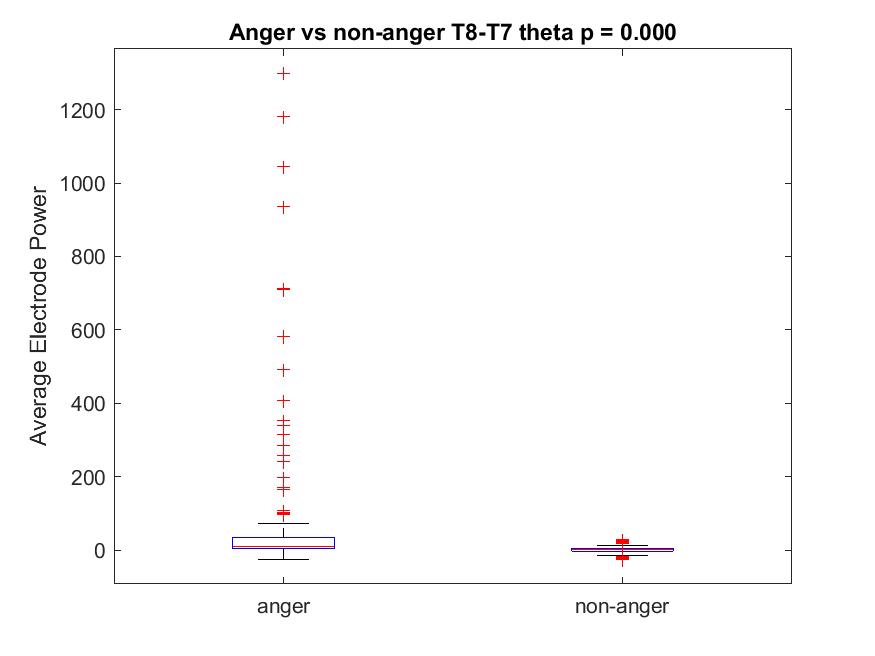 Anger vs non-anger T8-T7 theta p = 0.000
Average Electrode Power
1200
1000
800
600
400
200
0
anger non-anger